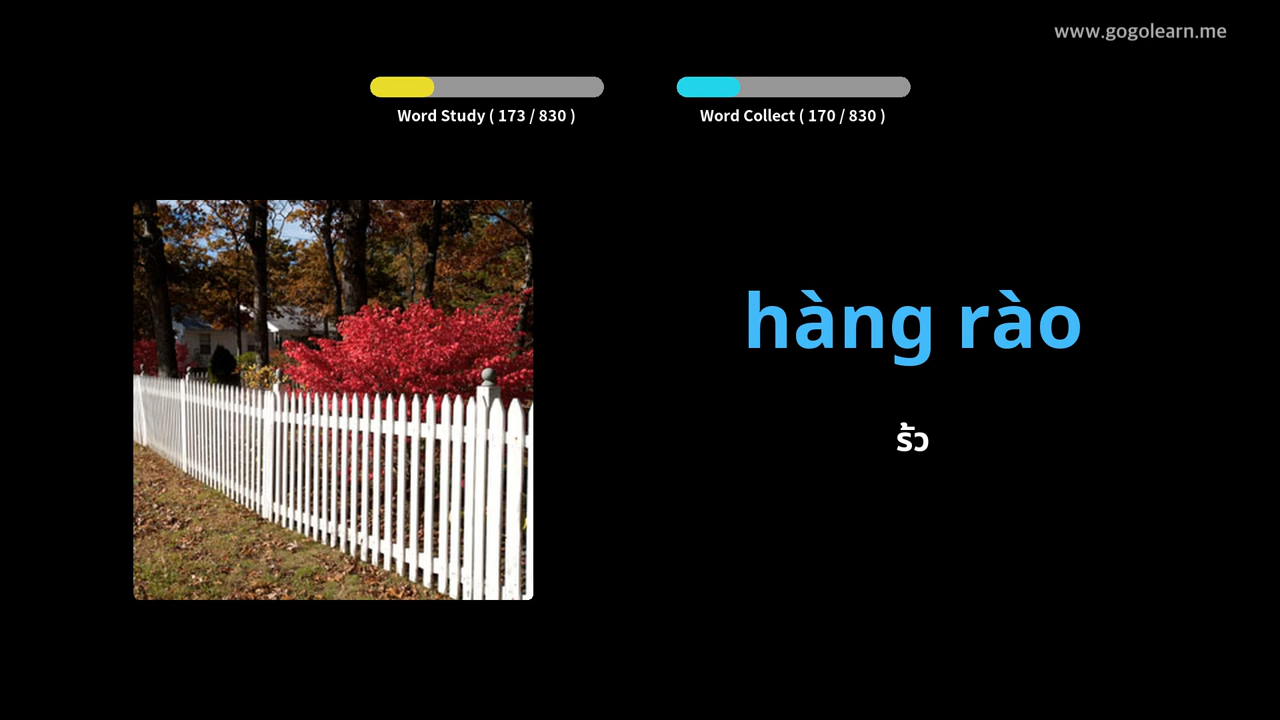 www.gogolearn.me
Word Study ( 173 / 830 )
Word Collect ( 170 / 830 )
hàng rào
รั้ว